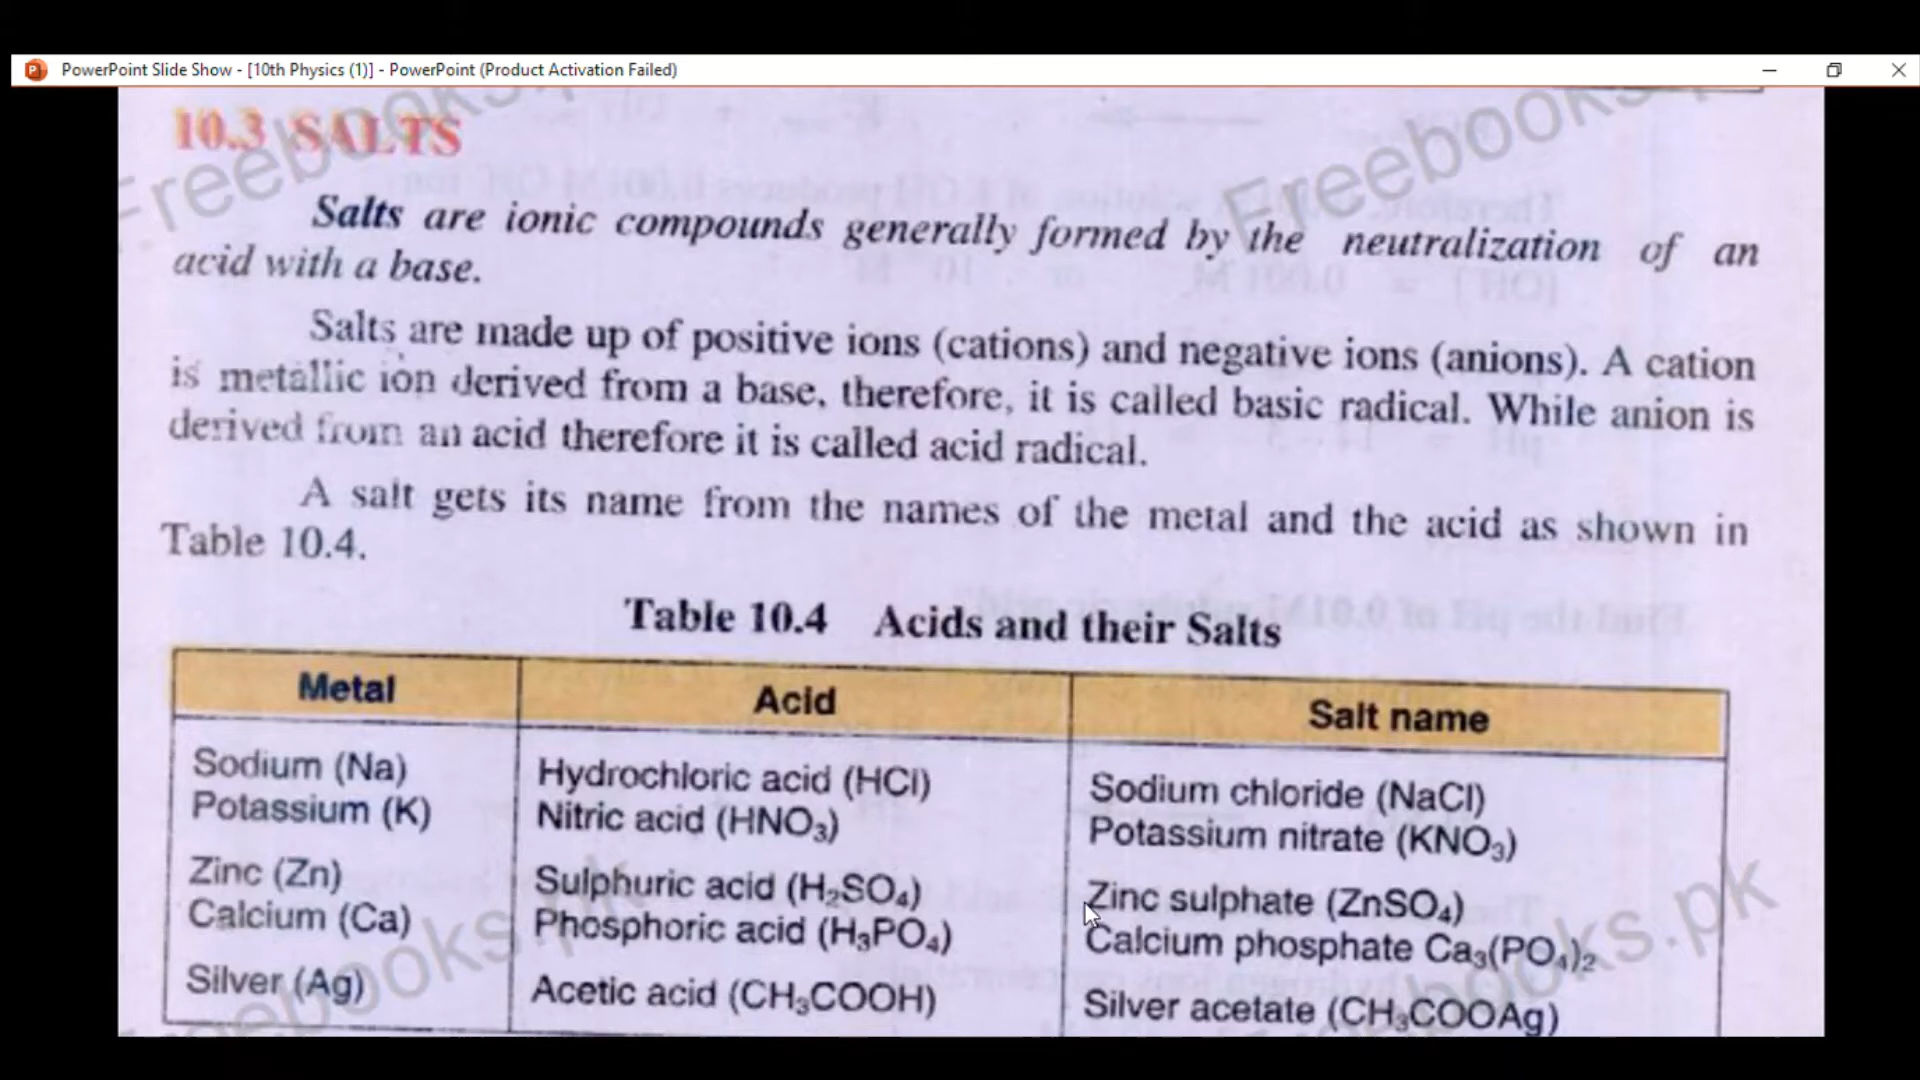 PowerPoint Slide Show - [10th Physics (1)] - PowerPoint (Product Activation Failed)
10.3 SALTS
Salts are ionic compounds generally formed by the neutralization of an
acid with a base.
Salts are made up of positive ions (cations) and negative ions (anions). A cation
is metallic ion derived from a base, therefore, it is called basic radical. While anion is
derived from an acid therefore it is called acid radical.
A salt gets its name from the names of the metal and the acid as shown in
Table 10.4.
Table 10.4 Acids and their Salts
Metal Acid Salt name
Sodium (Na) Hydrochloric acid (HCl) Sodium chloride (NaCl)
Potassium (K) Nitric acid (HNO₃) Potassium nitrate (KNO₃)
Zinc (Zn) Sulphuric acid (H₂SO₄) Zinc sulphate (ZnSO₄)
Calcium (Ca) Phosphoric acid (H₃PO₄) Calcium phosphate Ca₃(PO₄)₂
Silver (Ag) Acetic acid (CH₃COOH) Silver acetate (CH₃COOAg)